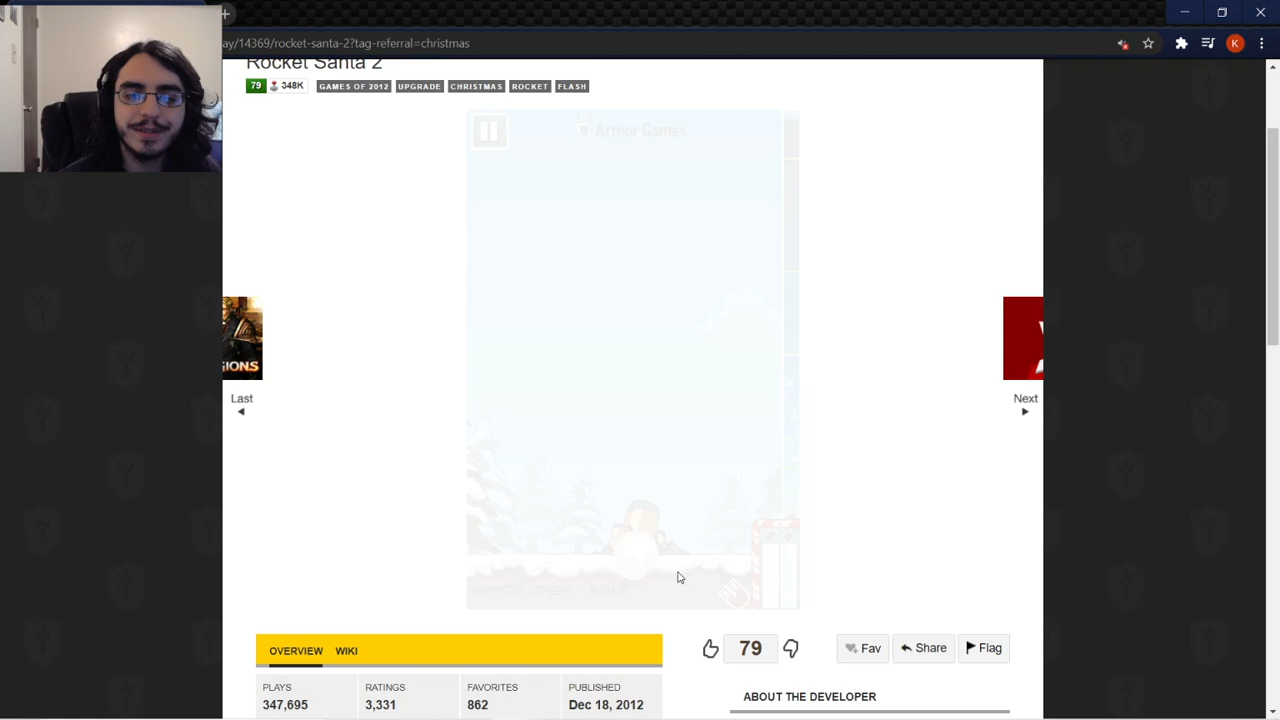 ay/14369/rocket-santa-2?tag-referral=christmas
K
Rocket Santa 2
79 348K GAMES OF 2012 UPGRADE CHRISTMAS ROCKET FLASH
Armor Games
IONS
Last
Next
SPACE CASH
OVERVIEW WIKI
79
Fav
Share
Flag
PLAYS RATINGS FAVORITES PUBLISHED
347,695 3,331 862 Dec 18, 2012
ABOUT THE DEVELOPER